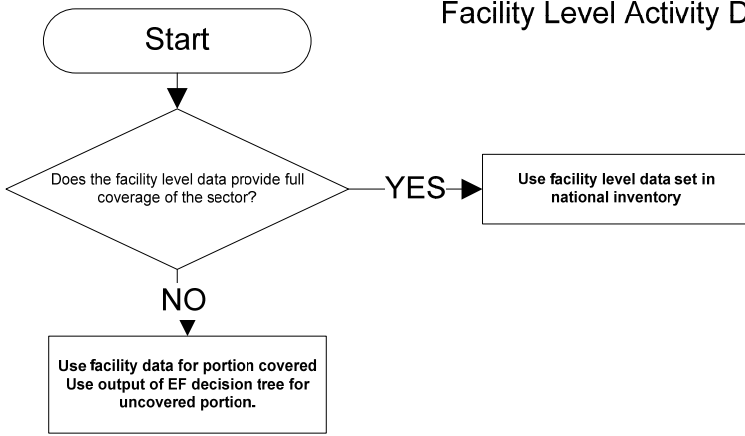 Facility Level Activity D
Start
Does the facility level data provide full
coverage of the sector?
YES
Use facility level data set in
national inventory
NO
Use facility data for portion covered
Use output of EF decision tree for
uncovered portion.